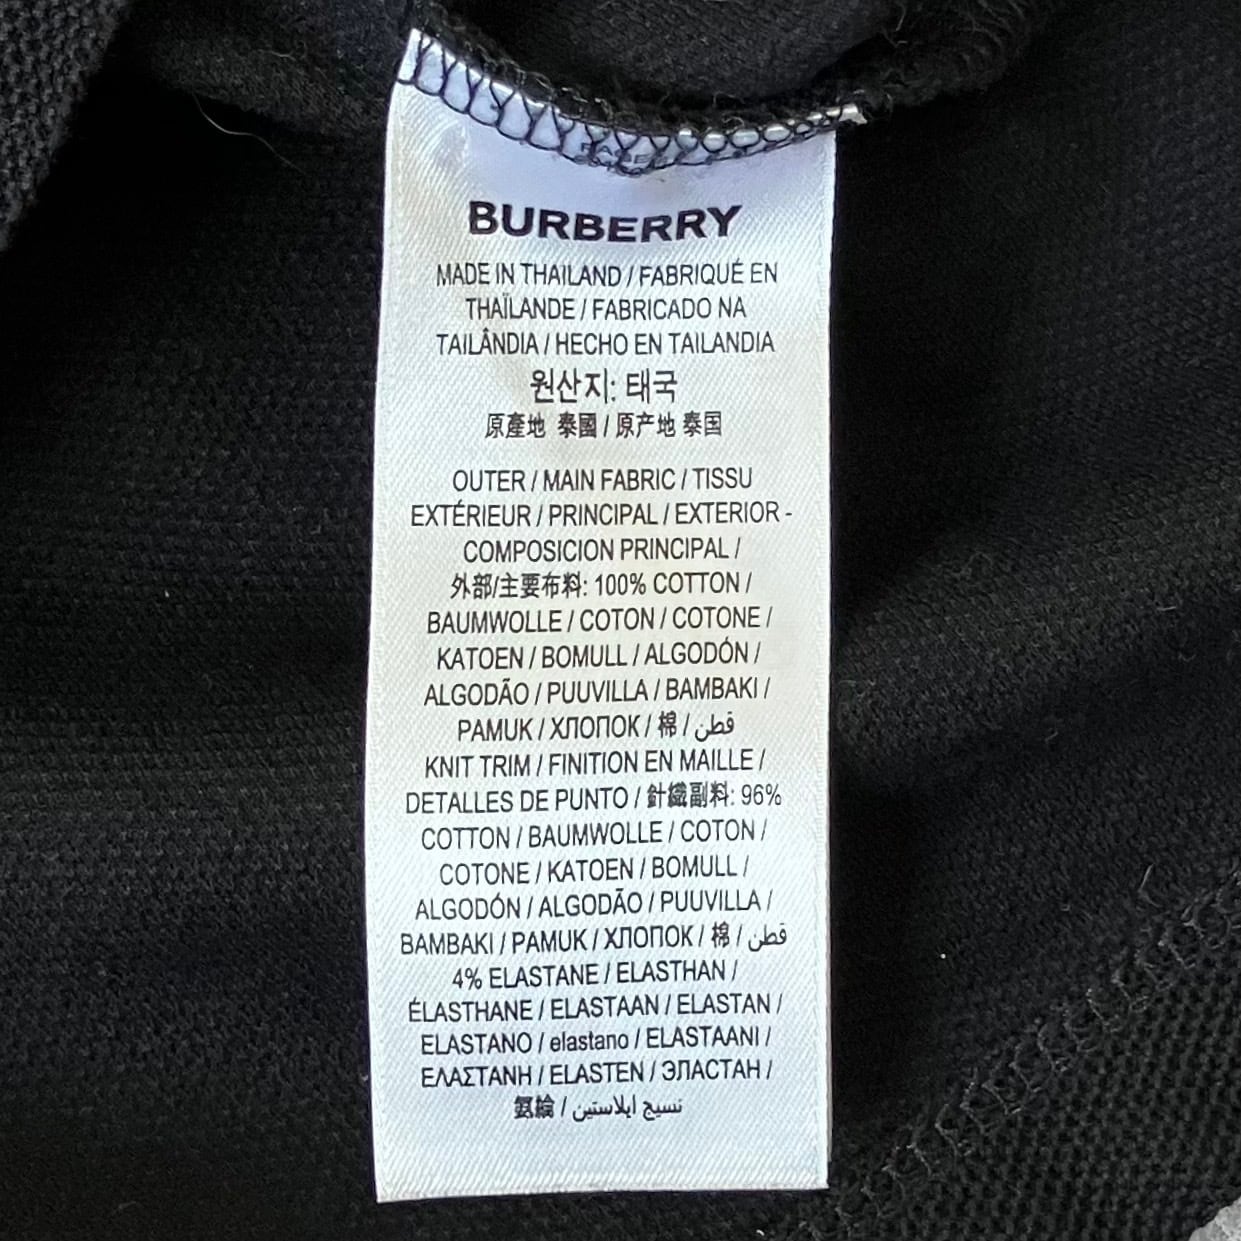 BURBERRY
MADE IN THAILAND / FABRIQUÉ EN
THAÏLANDE / FABRICADO NA
TAILÂNDIA / HECHO EN TAILANDIA
원산지: 태국
原產地 泰國 / 原产地 泰国
OUTER / MAIN FABRIC / TISSU
EXTÉRIEUR / PRINCIPAL / EXTERIOR -
COMPOSICION PRINCIPAL /
外部/主要布料: 100% COTTON /
BAUMWOLLE / COTON / COTONE /
KATOEN / BOMULL / ALGODÓN /
ALGODÃO / PUUVILLA / BAMBAKI /
PAMUK / ХЛОПОК / 棉 / قطن
KNIT TRIM / FINITION EN MAILLE /
DETALLES DE PUNTO / 針織副料: 96%
COTTON / BAUMWOLLE / COTON /
COTONE / KATOEN / BOMULL /
ALGODÓN / ALGODÃO / PUUVILLA /
BAMBAKI / PAMUK / ХЛОПОК / 棉 / قطن
4% ELASTANE / ELASTHAN /
ÉLASTHANE / ELASTAAN / ELASTAN /
ELASTANO / elastano / ELASTAANI /
ΕΛΑΣΤΑΝΗ / ELASTEN / ЭЛАСТАН /
氨綸 / نسيج ايلاستين